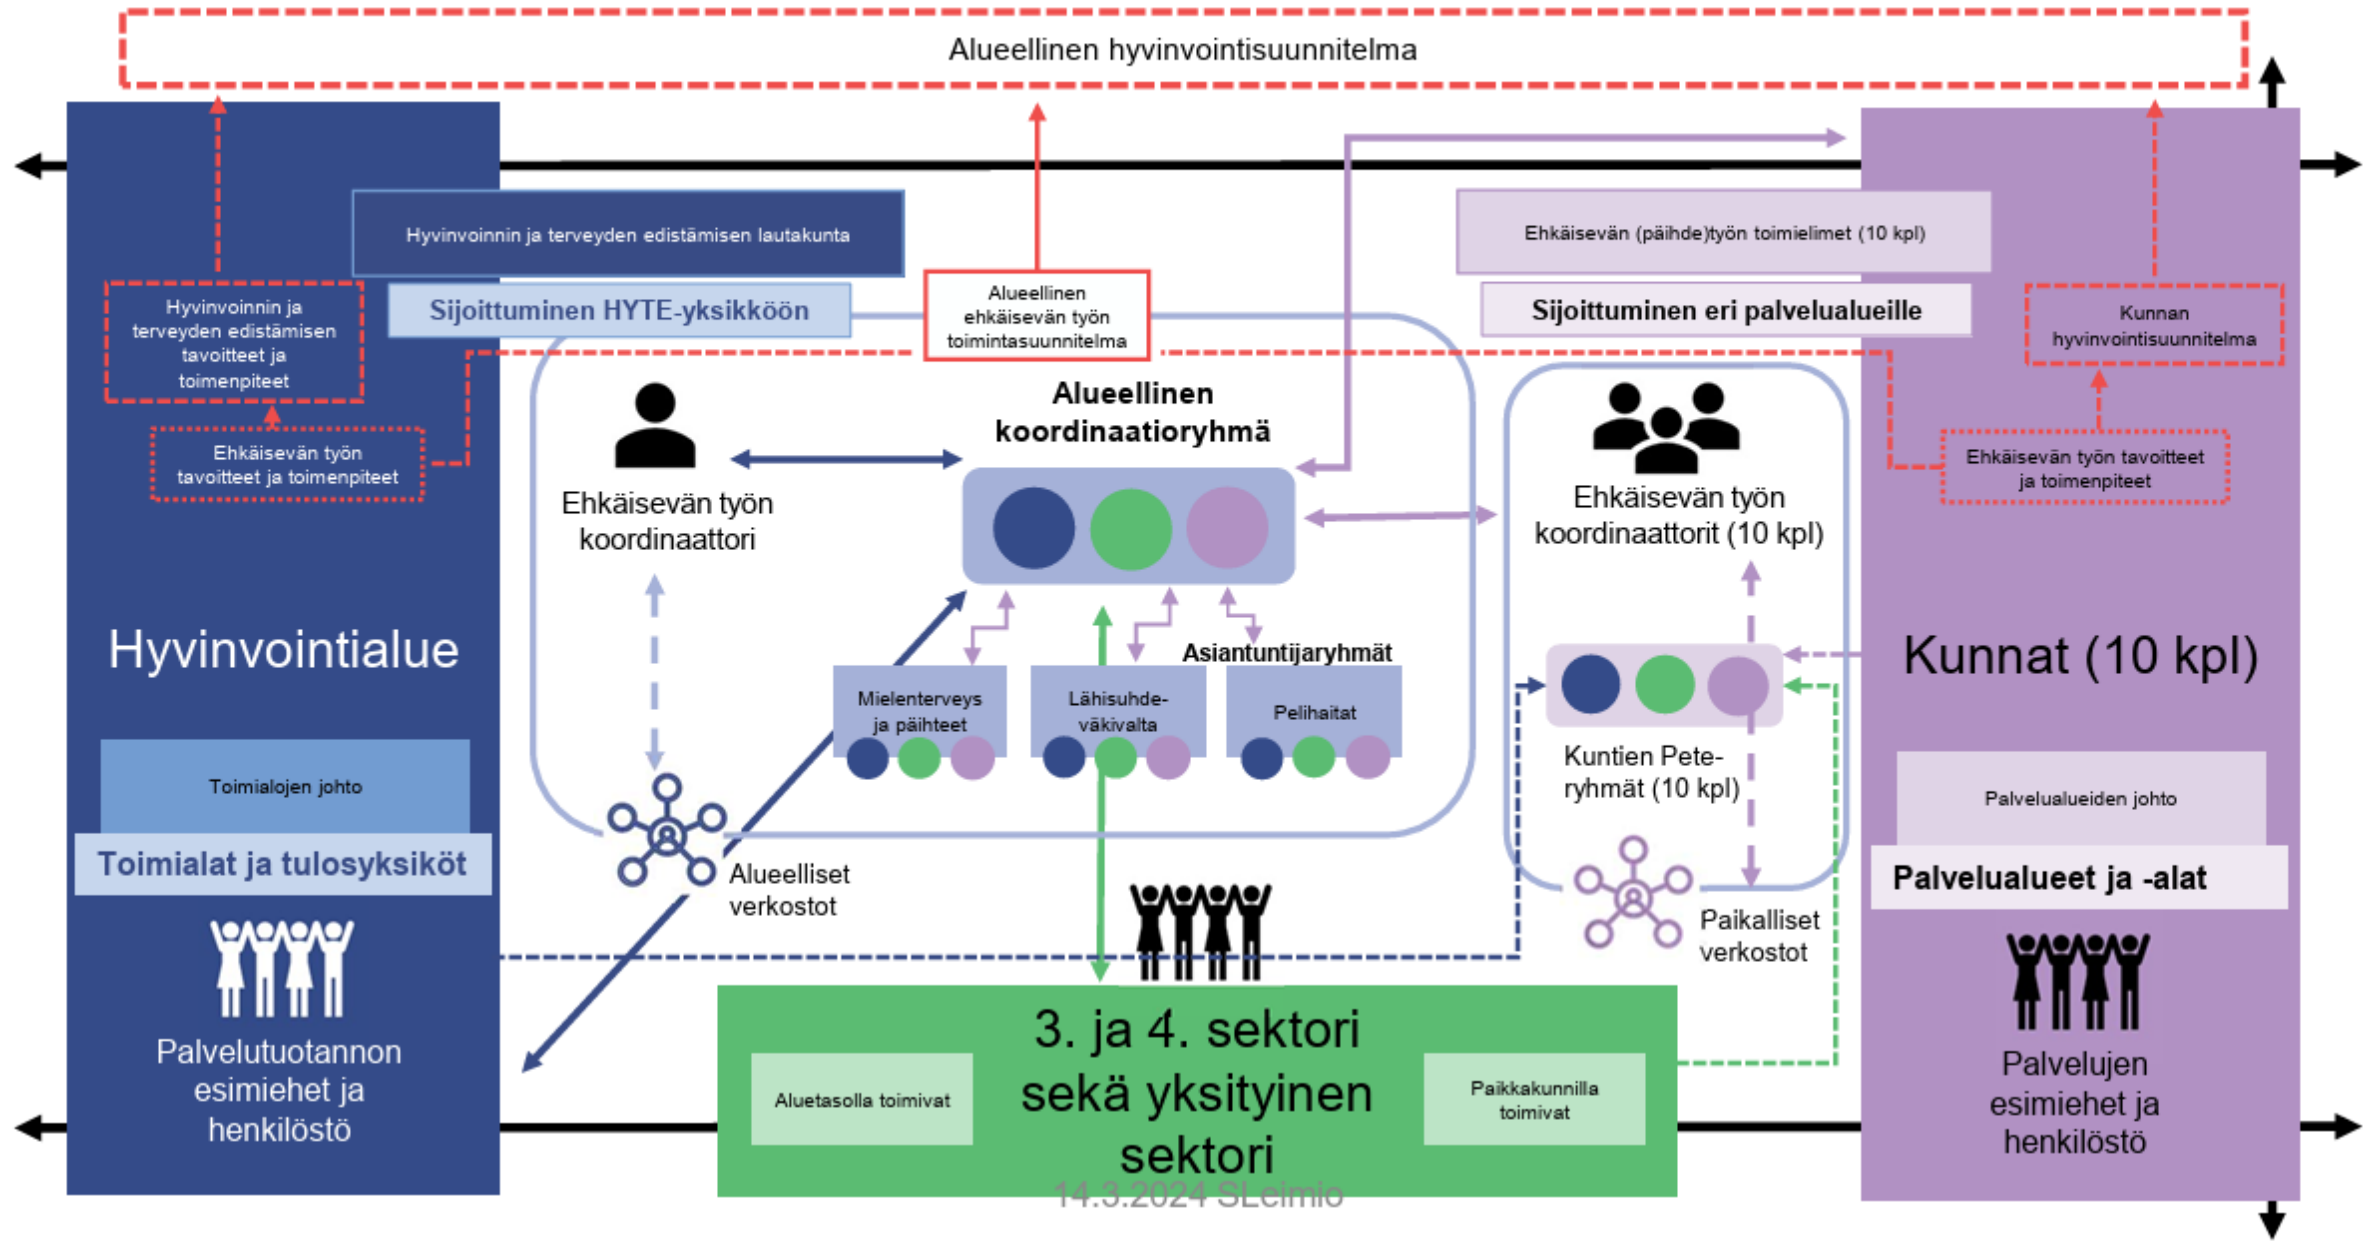 Alueellinen hyvinvointisuunnitelma
Hyvinvoinnin ja terveyden edistämisen lautakunta
Sijoittuminen HYTE-yksikköön
Hyvinvoinnin ja
terveyden edistämisen
tavoitteet ja
toimenpiteet
Ehkäisevän työn
tavoitteet ja toimenpiteet
Hyvinvointialue
Toimialojen johto
Toimialat ja tulosyksiköt
Palvelutuotannon
esimiehet ja
henkilöstö
Alueellinen
ehkäisevän työn
toimintasuunnitelma
Alueellinen
koordinaatioryhmä
Ehkäisevän työn
koordinaattori
Asiantuntijaryhmät
Mielenterveys
ja päihteet
Lähisuhde-
väkivalta
Pelihaitat
Alueelliset
verkostot
Ehkäisevän (päihde)työn toimielimet (10 kpl)
Sijoittuminen eri palvelualueille
Ehkäisevän työn
koordinaattorit (10 kpl)
Kuntien Pete-
ryhmät (10 kpl)
Paikalliset
verkostot
Kunnan
hyvinvointisuunnitelma
Ehkäisevän työn tavoitteet
ja toimenpiteet
Kunnat (10 kpl)
Palvelualueiden johto
Palvelualueet ja -alat
Palvelujen
esimiehet ja
henkilöstö
3. ja 4. sektori
sekä yksityinen
sektori
Aluetasolla toimivat
Paikkakunnilla
toimivat
14.3.2024 SLeimio